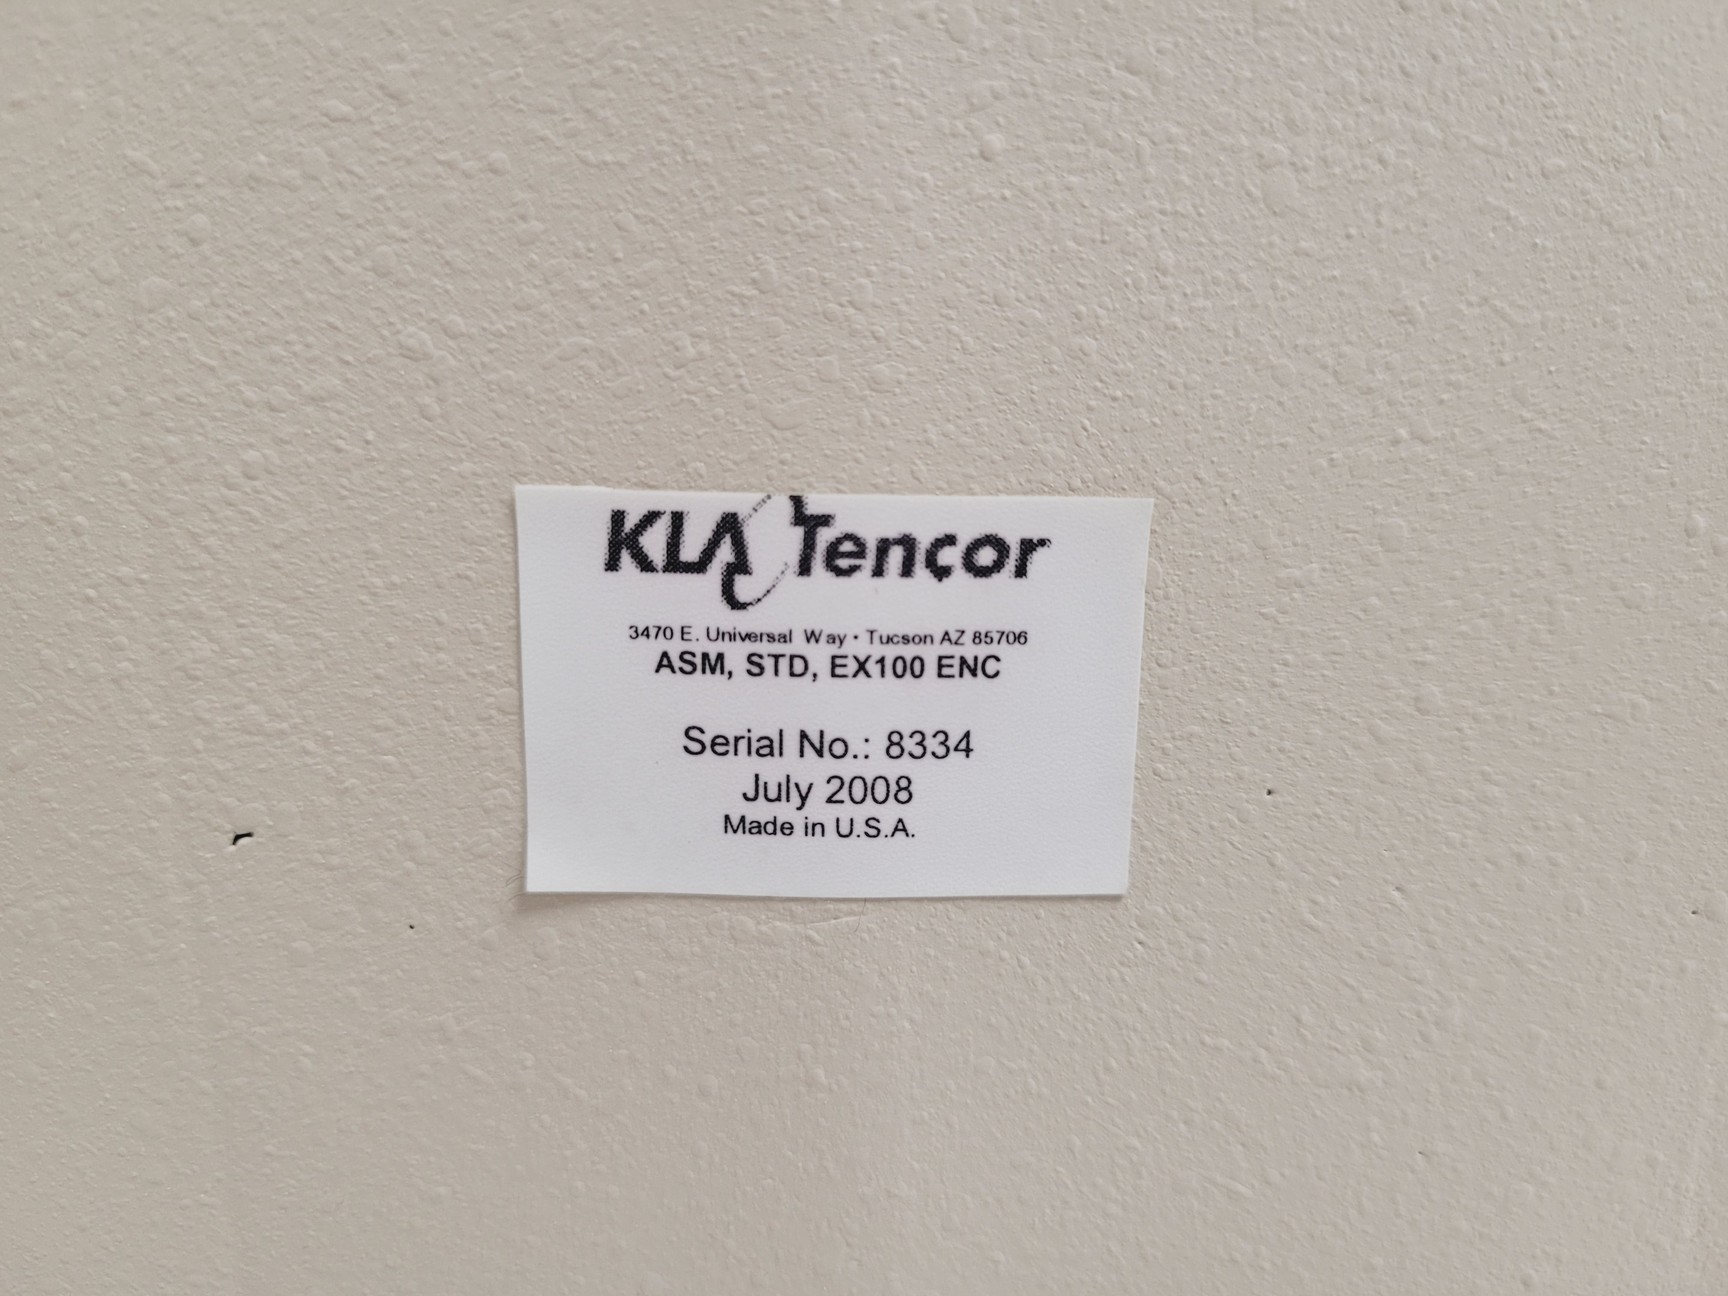 KLA Tencor
3470 E. Universal Way • Tucson AZ 85706
ASM, STD, EX100 ENC
Serial No.: 8334
July 2008
Made in U.S.A.